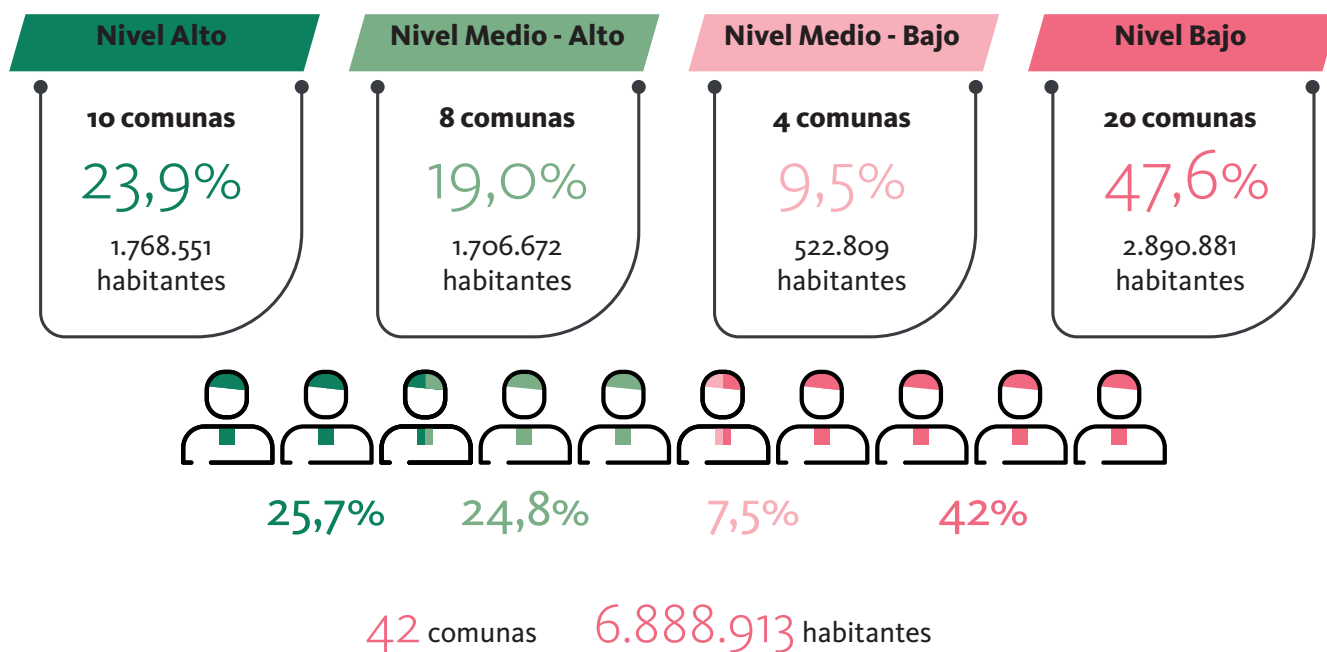 Nivel Alto
10 comunas
23,9%
1.768.551
habitantes
Nivel Medio - Alto
8 comunas
19,0%
1.706.672
habitantes
Nivel Medio - Bajo
4 comunas
9,5%
522.809
habitantes
Nivel Bajo
20 comunas
47,6%
2.890.881
habitantes
25,7%
24,8%
7,5%
42%
42 comunas
6.888.913 habitantes